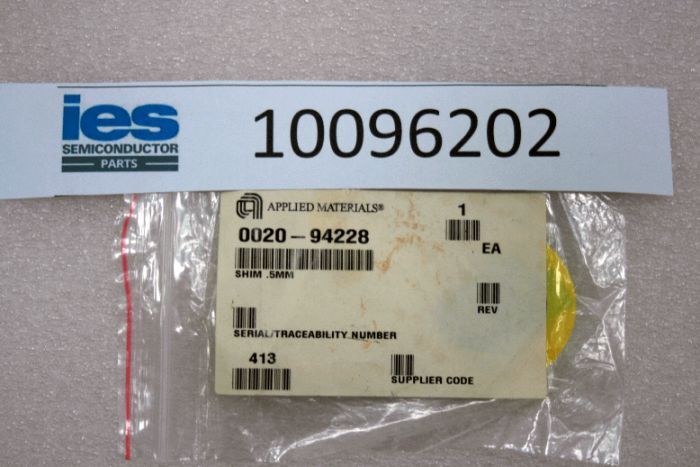 ies
SEMICONDUCTOR
PARTS
10096202
APPLIED MATERIALS®
1
0020-94228
EA
SHIM .5MM
REV
SERIAL/TRACEABILITY NUMBER
413
SUPPLIER CODE